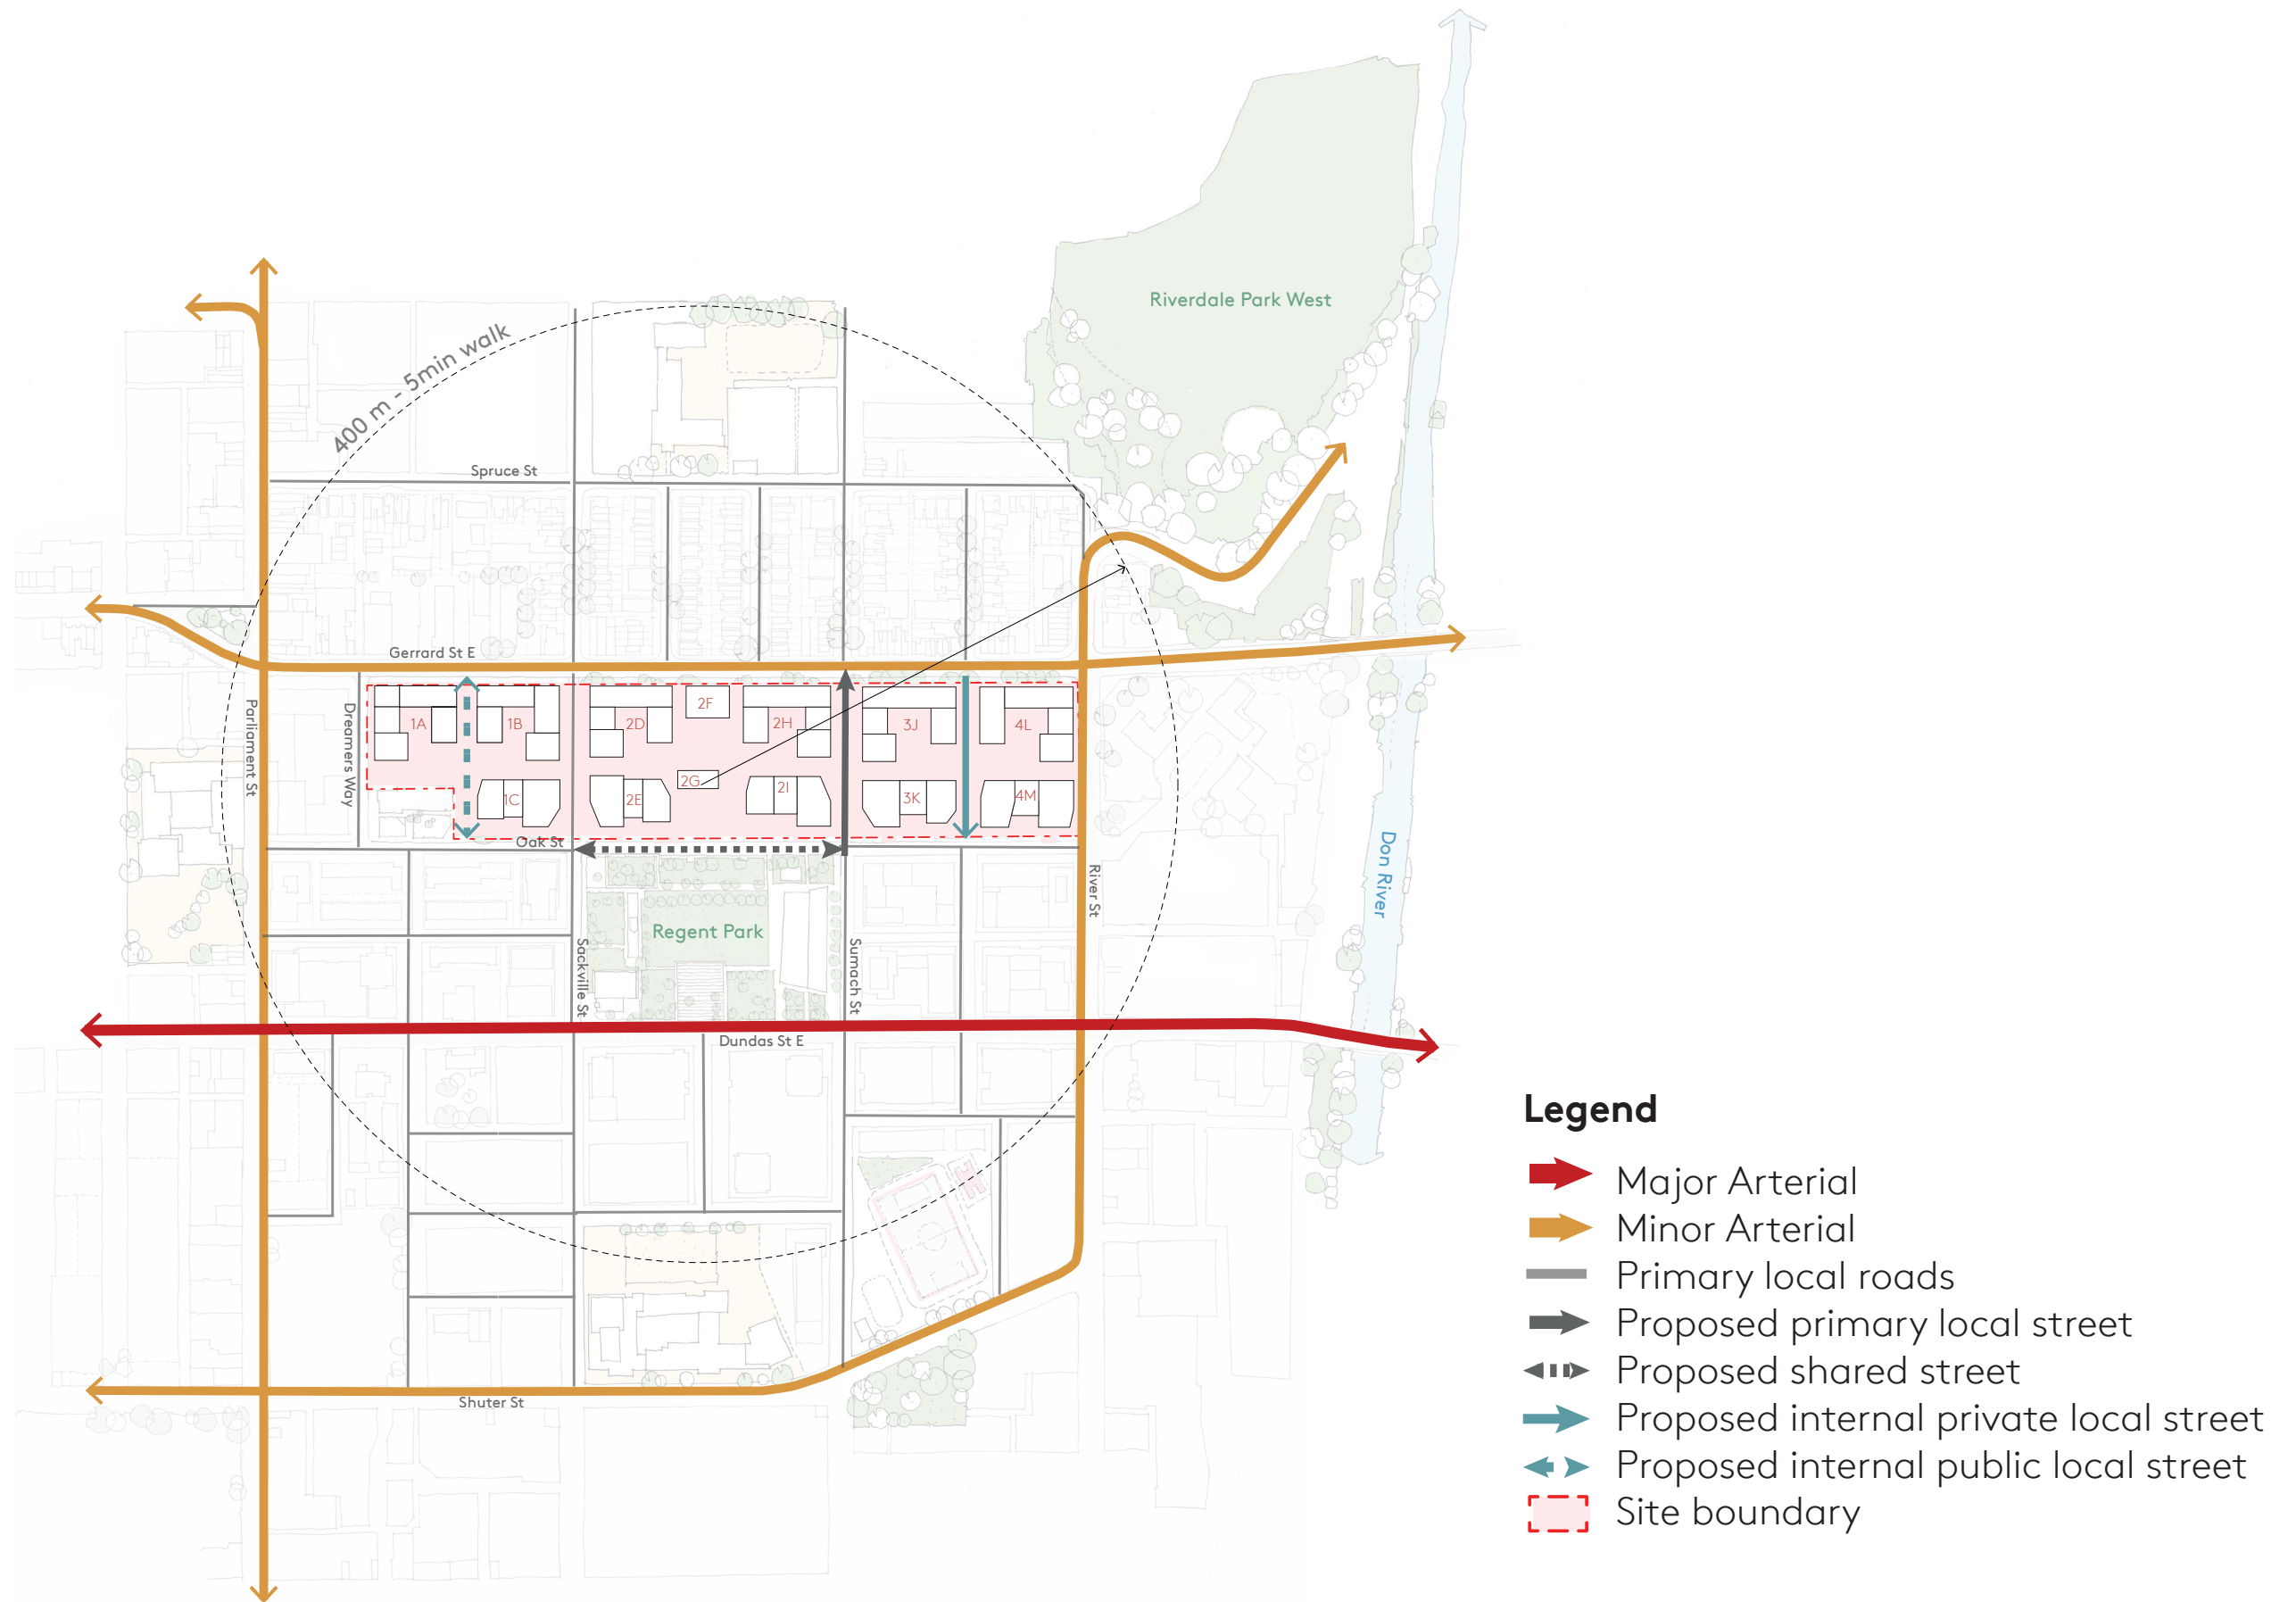 Riverdale Park West
400 m - 5min walk
Spruce St
Gerrard St E
Parliament St
Dreamers Way
1A
1B
2D
2F
2H
3J
4L
2G
1C
2E
2I
3K
4M
Oak St
Don River
River St
Regent Park
Sackville St
Sumach St
Dundas St E
Shuter St
Legend
Major Arterial
Minor Arterial
Primary local roads
Proposed primary local street
Proposed shared street
Proposed internal private local street
Proposed internal public local street
Site boundary